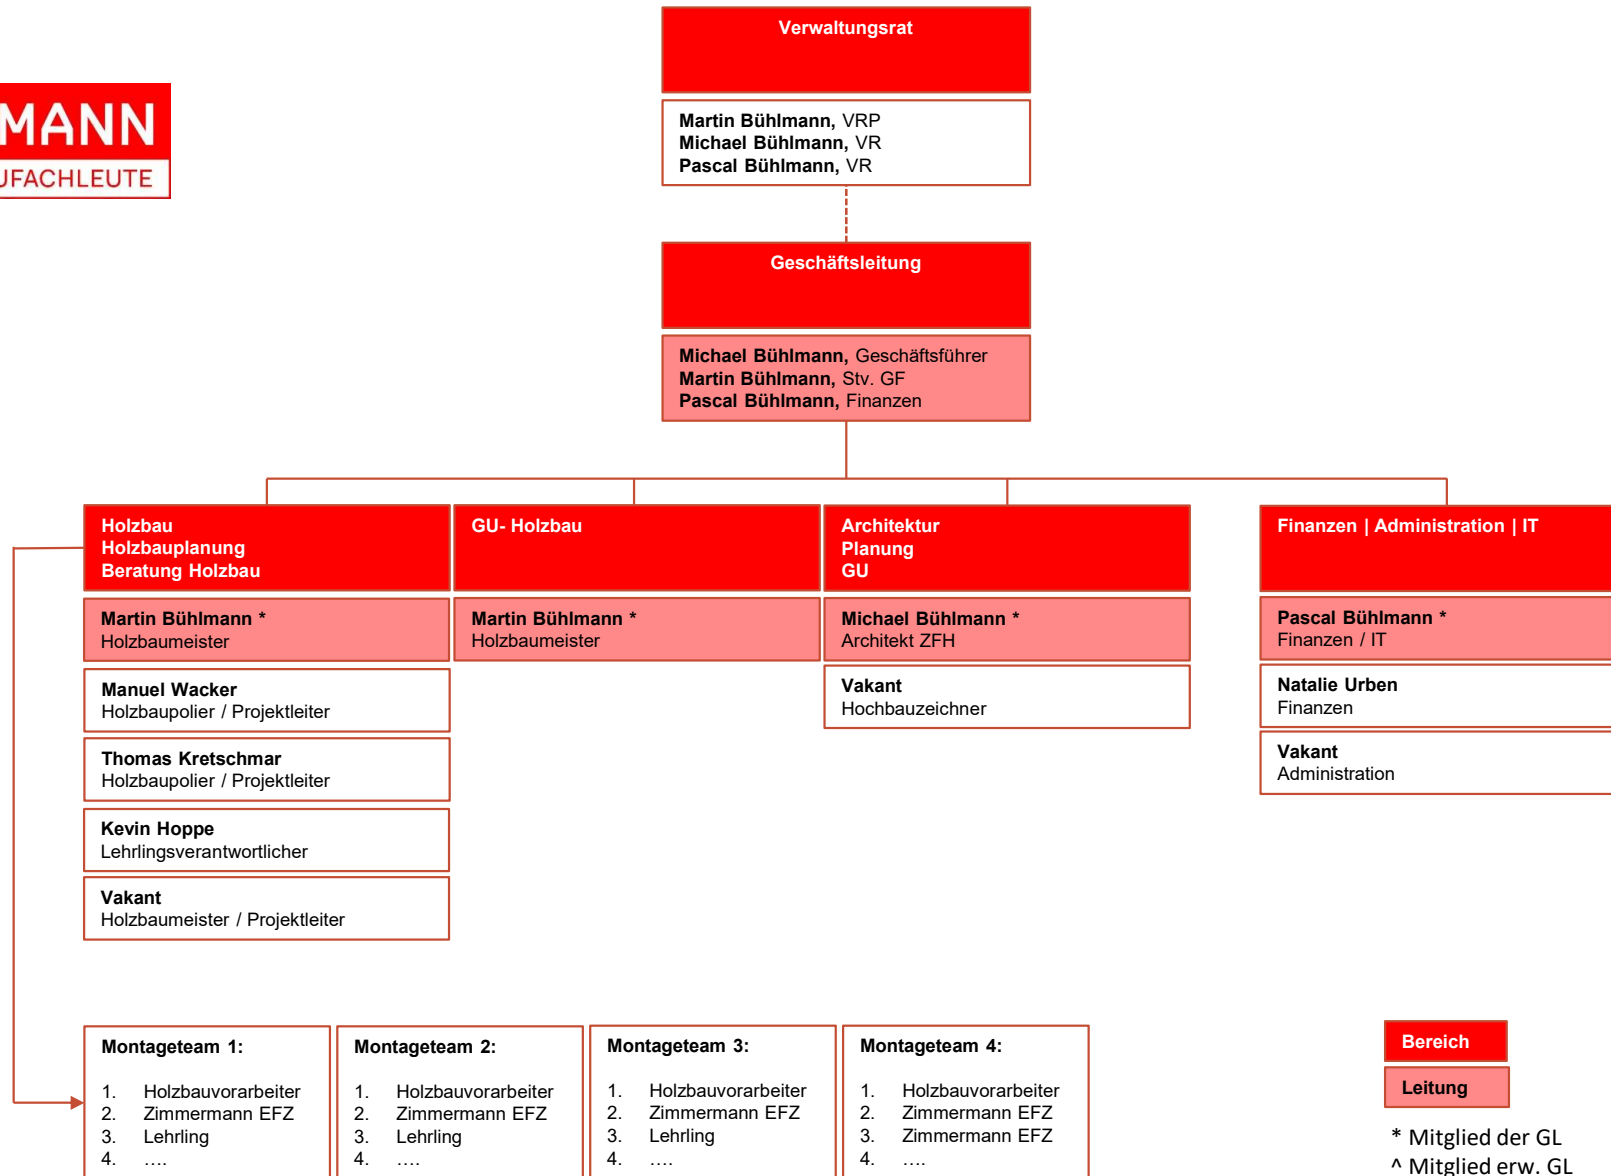 Verwaltungsrat
MANN
UFACHLEUTE
Martin Bühlmann, VRP
Michael Bühlmann, VR
Pascal Bühlmann, VR
Geschäftsleitung
Michael Bühlmann, Geschäftsführer
Martin Bühlmann, Stv. GF
Pascal Bühlmann, Finanzen
Holzbau
Holzbauplanung
Beratung Holzbau
Martin Bühlmann *
Holzbaumeister
Manuel Wacker
Holzbaupolier / Projektleiter
Thomas Kretschmar
Holzbaupolier / Projektleiter
Kevin Hoppe
Lehrlingsverantwortlicher
Vakant
Holzbaumeister / Projektleiter
GU- Holzbau
Martin Bühlmann *
Holzbaumeister
Architektur
Planung
GU
Michael Bühlmann *
Architekt ZFH
Vakant
Hochbauzeichner
Finanzen | Administration | IT
Pascal Bühlmann *
Finanzen / IT
Natalie Urben
Finanzen
Vakant
Administration
Montageteam 1:
1. Holzbauvorarbeiter
2. Zimmermann EFZ
3. Lehrling
4. ….
Montageteam 2:
1. Holzbauvorarbeiter
2. Zimmermann EFZ
3. Lehrling
4. ….
Montageteam 3:
1. Holzbauvorarbeiter
2. Zimmermann EFZ
3. Lehrling
4. ….
Montageteam 4:
1. Holzbauvorarbeiter
2. Zimmermann EFZ
3. Zimmermann EFZ
4. ….
Bereich
Leitung
* Mitglied der GL
^ Mitglied erw. GL